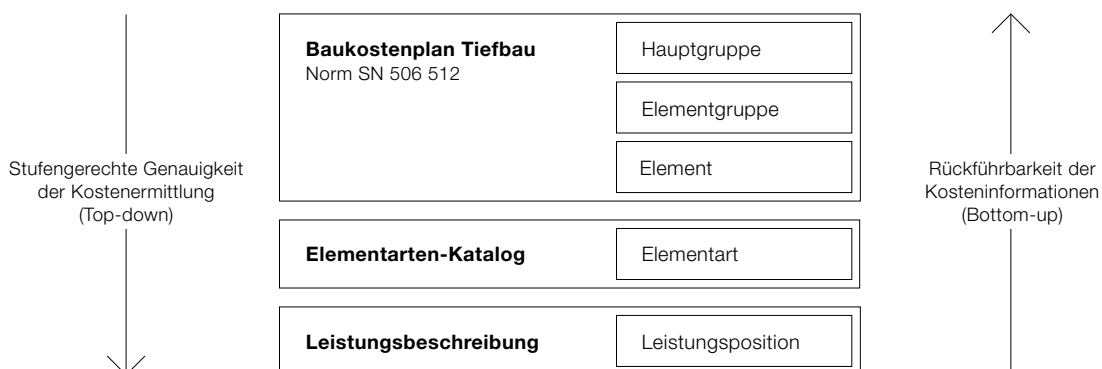 Stufengerechte Genauigkeit
der Kostenermittlung
(Top-down)
Baukostenplan Tiefbau
Norm SN 506 512
Hauptgruppe
Elementgruppe
Element
Elementarten-Katalog
Elementart
Leistungsbeschreibung
Leistungsposition
Rückführbarkeit der
Kosteninformationen
(Bottom-up)